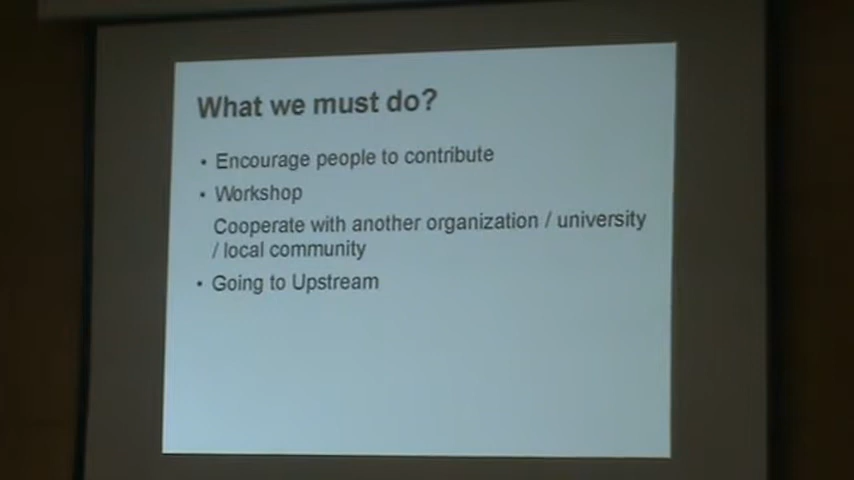 What we must do?
• Encourage people to contribute
• Workshop
Cooperate with another organization / university
/ local community
• Going to Upstream